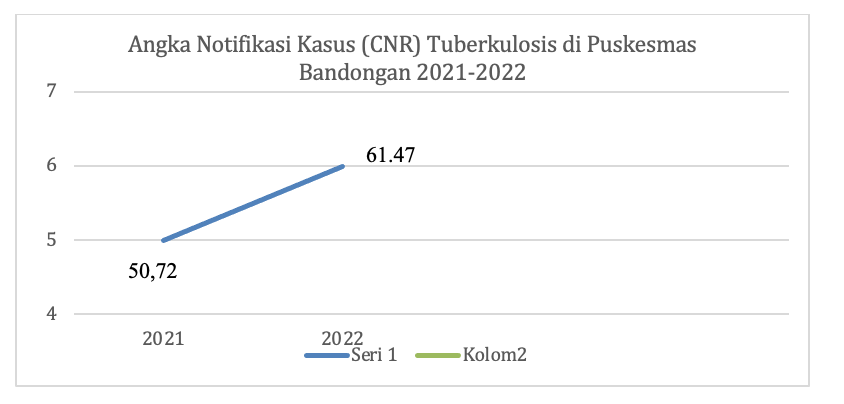 Angka Notifikasi Kasus (CNR) Tuberkulosis di Puskesmas
Bandongan 2021-2022
7
6
61.47
5
50,72
4
2021 2022
Seri 1 Kolom2